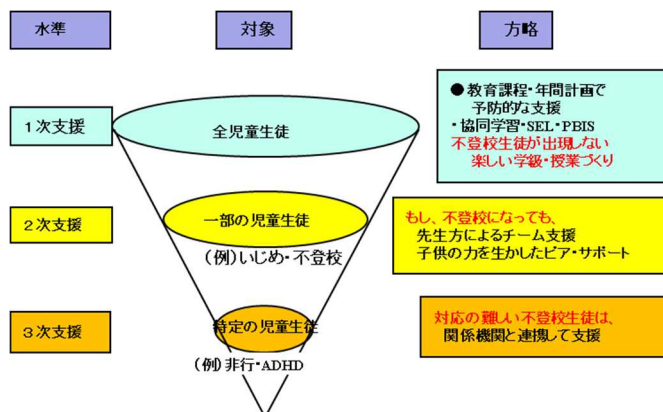 水準
対象
方略
1次支援
全児童生徒
●教育課程・年間計画で
予防的な支援
・協同学習・SEL・PBIS
不登校生徒が出現しない
楽しい学級・授業づくり
2次支援
一部の児童生徒
(例)いじめ・不登校
もし、不登校になっても、
先生方によるチーム支援
子供の力を生かしたピア・サポート
3次支援
特定の児童生徒
(例)非行・ADHD
対応の難しい不登校生徒は、
関係機関と連携して支援